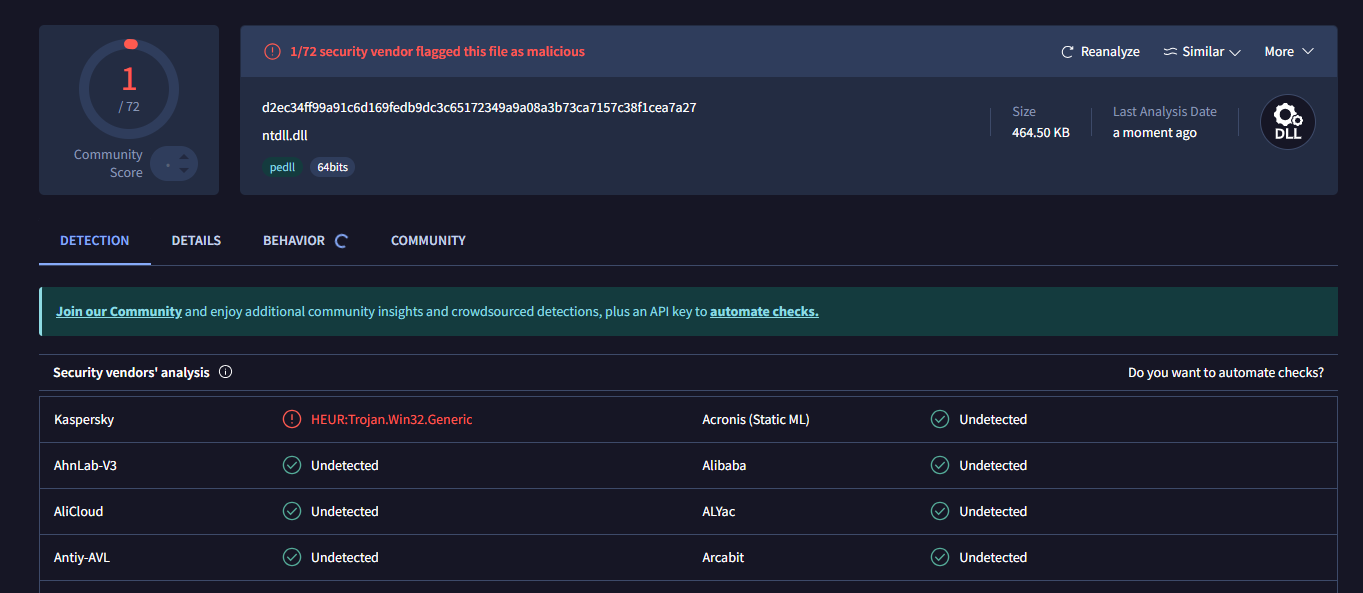 1
/ 72
Community
Score
1/72 security vendor flagged this file as malicious
Reanalyze
Similar
More
d2ec34ff99a91c6d169fedb9dc3c65172349a9a08a3b73ca7157c38f1cea7a27
ntdll.dll
pedll
64bits
Size
464.50 KB
Last Analysis Date
a moment ago
DLL
DETECTION DETAILS BEHAVIOR COMMUNITY
Join our Community and enjoy additional community insights and crowdsourced detections, plus an API key to automate checks.
Security vendors' analysis Do you want to automate checks?
Kaspersky HEUR:Trojan.Win32.Generic Acronis (Static ML) Undetected
AhnLab-V3 Undetected Alibaba Undetected
AliCloud Undetected ALYac Undetected
Antiy-AVL Undetected Arcabit Undetected